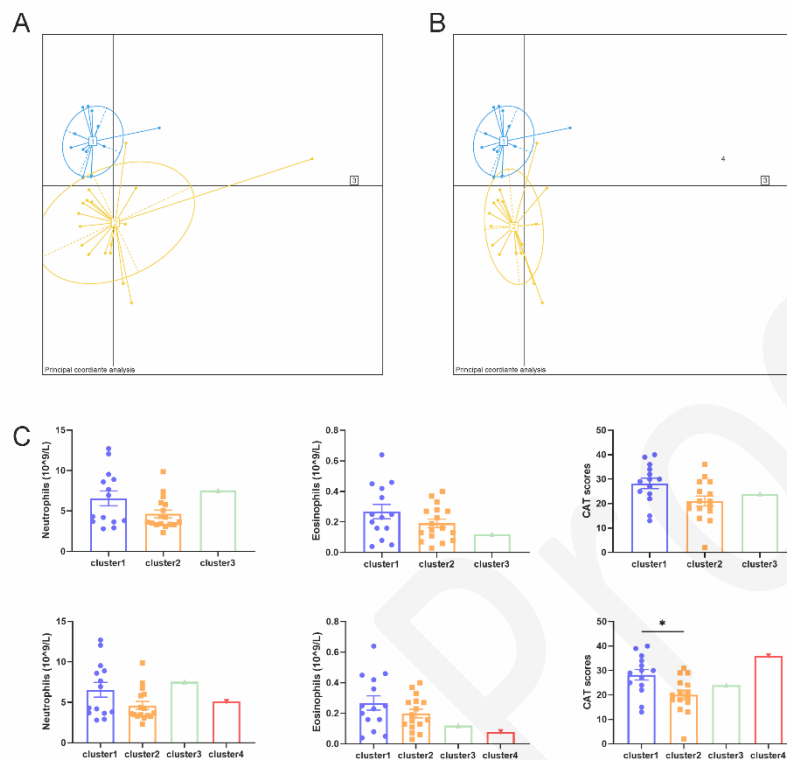 A
B
1
3
Principal coordiante analysis
1
4
3
Principal coordiante analysis
C
Neutrophils (10^9/L)
15
10
5
0
cluster1 cluster2 cluster3
Eosinophils (10^9/L)
0.8
0.6
0.4
0.2
0.0
cluster1 cluster2 cluster3
CAT scores
50
40
30
20
10
0
cluster1 cluster2 cluster3
Neutrophils (10^9/L)
15
10
5
0
cluster1 cluster2 cluster3 cluster4
Eosinophils (10^9/L)
0.8
0.6
0.4
0.2
0.0
cluster1 cluster2 cluster3 cluster4
CAT scores
50
40
30
20
10
0
*
cluster1 cluster2 cluster3 cluster4